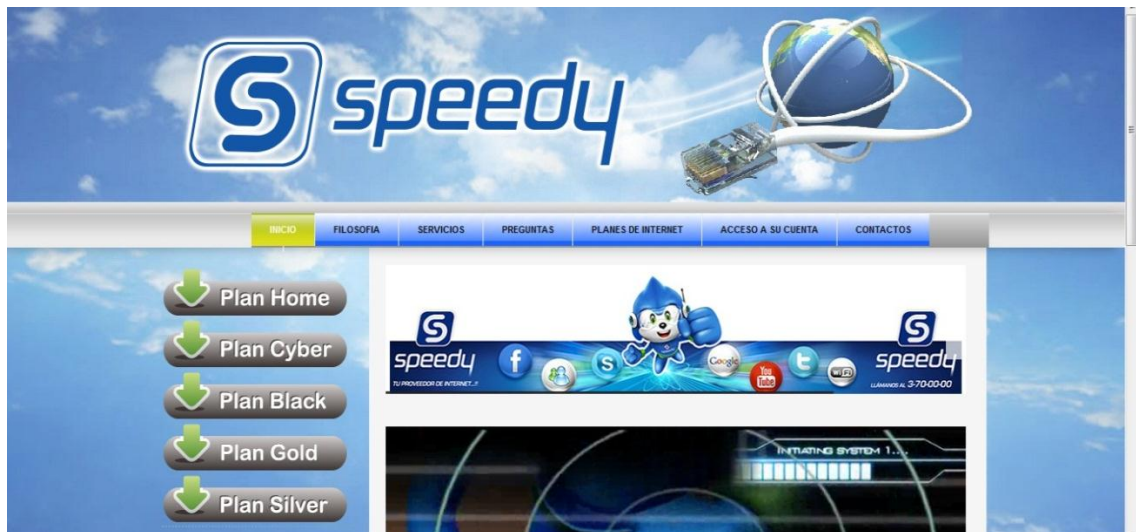 S speedy
INICIO FILOSOFIA SERVICIOS PREGUNTAS PLANES DE INTERNET ACCESO A SU CUENTA CONTACTOS
Plan Home
Plan Cyber
Plan Black
Plan Gold
Plan Silver
S speedy
TU PROVEEDOR DE INTERNET..!!
f
S
Google
You
Tube
t
WiFi
S speedy
LLÁMANOS AL 3-70-00-00
INITIATING SYSTEM 1....